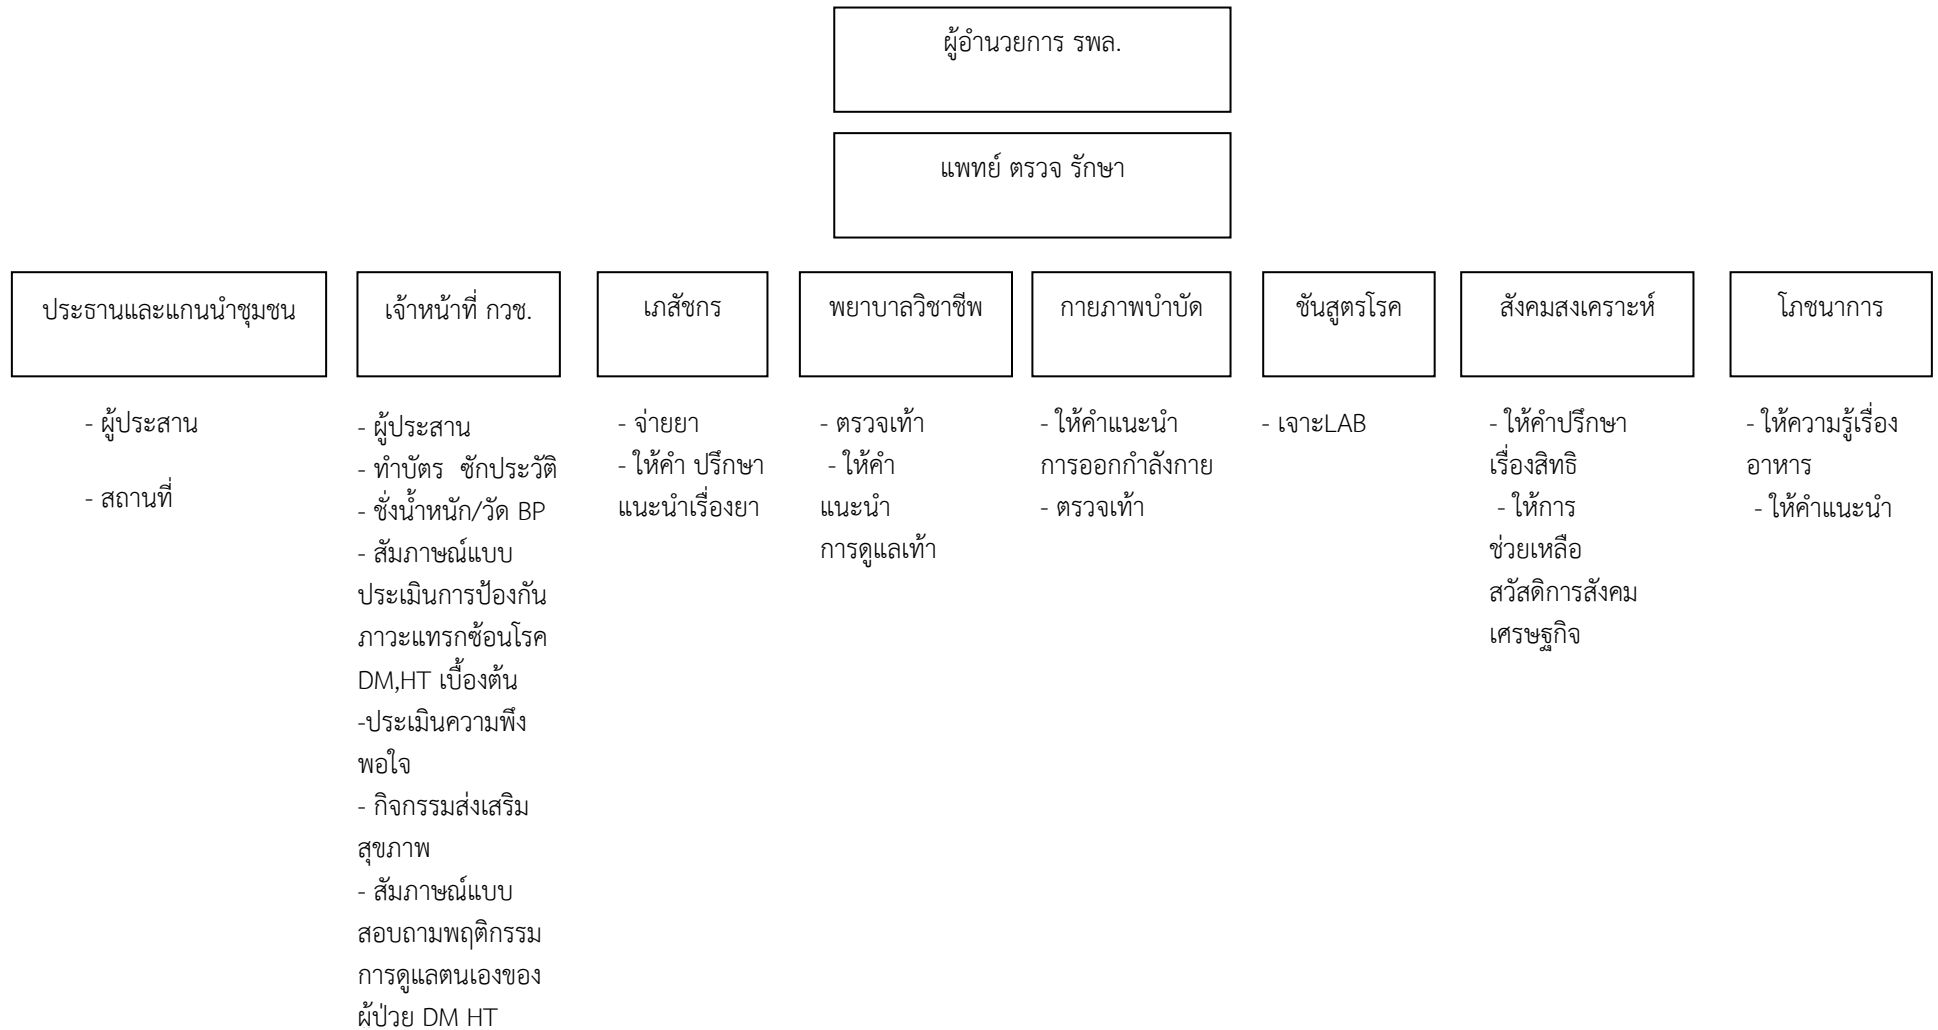 ผู้อำนวยการ รพล.
แพทย์ ตรวจ รักษา
ประธานและแกนนำชุมชน
- ผู้ประสาน
- สถานที่
เจ้าหน้าที่ กวช.
- ผู้ประสาน
- ทำบัตร ซักประวัติ
- ชั่งน้ำหนัก/วัด BP
- สัมภาษณ์แบบ
ประเมินการป้องกัน
ภาวะแทรกซ้อนโรค
DM,HT เบื้องต้น
-ประเมินความพึง
พอใจ
- กิจกรรมส่งเสริม
สุขภาพ
- สัมภาษณ์แบบ
สอบถามพฤติกรรม
การดูแลตนเองของ
ผู้ป่วย DM HT
เภสัชกร
- จ่ายยา
- ให้คำ ปรึกษา
แนะนำเรื่องยา
พยาบาลวิชาชีพ
- ตรวจเท้า
- ให้คำ
แนะนำ
การดูแลเท้า
กายภาพบำบัด
- ให้คำแนะนำ
การออกกำลังกาย
- ตรวจเท้า
ชันสูตรโรค
- เจาะLAB
สังคมสงเคราะห์
- ให้คำปรึกษา
เรื่องสิทธิ
- ให้การ
ช่วยเหลือ
สวัสดิการสังคม
เศรษฐกิจ
โภชนาการ
- ให้ความรู้เรื่อง
อาหาร
- ให้คำแนะนำ